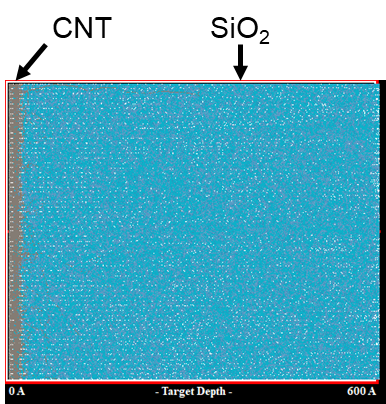 CNT
SiO₂
0 A
- Target Depth -
600 A